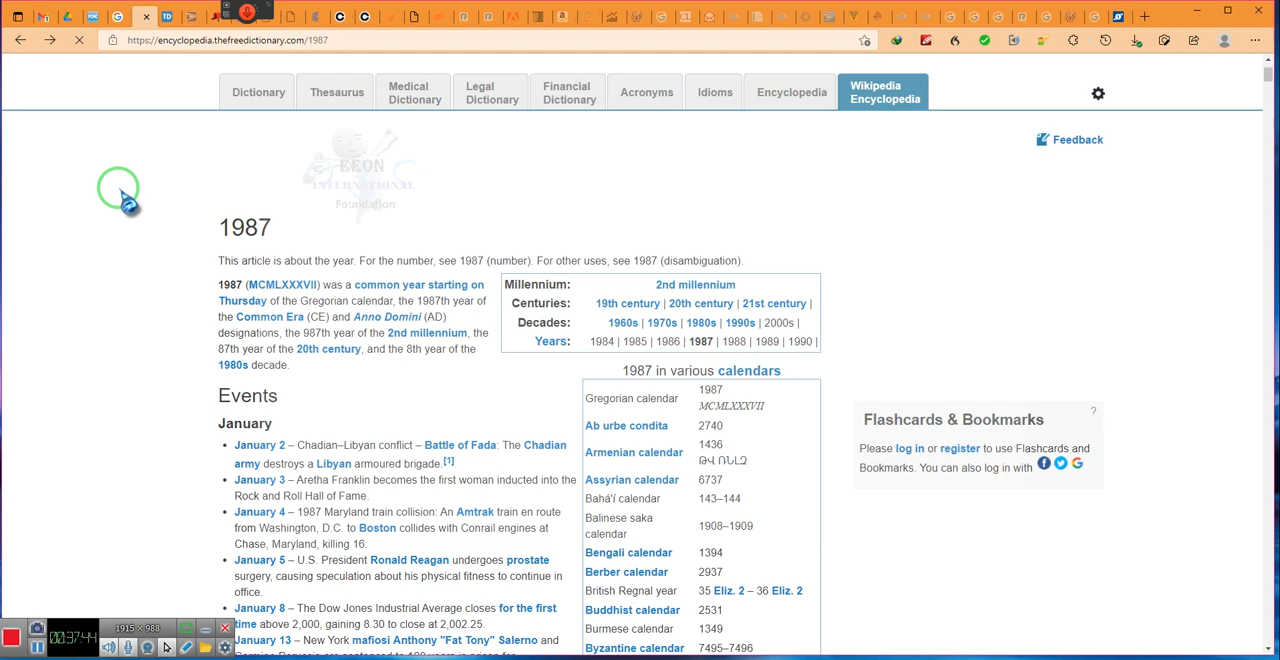 https://encyclopedia.thefreedictionary.com/1987
Dictionary
Thesaurus
Medical
Dictionary
Legal
Dictionary
Financial
Dictionary
Acronyms
Idioms
Encyclopedia
Wikipedia
Encyclopedia
Feedback
INTERNATIONAL
Foundation
1987
This article is about the year. For the number, see 1987 (number). For other uses, see 1987 (disambiguation).
1987 (MCMLXXXVII) was a common year starting on
Thursday of the Gregorian calendar, the 1987th year of
the Common Era (CE) and Anno Domini (AD)
designations, the 987th year of the 2nd millennium, the
87th year of the 20th century, and the 8th year of the
1980s decade.
Millennium: 2nd millennium
Centuries: 19th century | 20th century | 21st century |
Decades: 1960s | 1970s | 1980s | 1990s | 2000s |
Years: 1984 | 1985 | 1986 | 1987 | 1988 | 1989 | 1990 |
1987 in various calendars
Gregorian calendar 1987
MCMLXXXVII
Ab urbe condita 2740
Armenian calendar 1436
ԹՎ ՌՆԼԶ
Assyrian calendar 6737
Bahá'í calendar 143–144
Balinese saka
calendar 1908–1909
Bengali calendar 1394
Berber calendar 2937
British Regnal year 35 Eliz. 2 – 36 Eliz. 2
Buddhist calendar 2531
Burmese calendar 1349
Byzantine calendar 7495–7496
Events
January
January 2 – Chadian–Libyan conflict – Battle of Fada: The Chadian
army destroys a Libyan armoured brigade.[1]
January 3 – Aretha Franklin becomes the first woman inducted into the
Rock and Roll Hall of Fame.
January 4 – 1987 Maryland train collision: An Amtrak train en route
from Washington, D.C. to Boston collides with Conrail engines at
Chase, Maryland, killing 16.
January 5 – U.S. President Ronald Reagan undergoes prostate
surgery, causing speculation about his physical fitness to continue in
office.
January 8 – The Dow Jones Industrial Average closes for the first
time above 2,000, gaining 8.30 to close at 2,002.25.
January 13 – New York mafiosi Anthony "Fat Tony" Salerno and
Flashcards & Bookmarks ?
Please log in or register to use Flashcards and
Bookmarks. You can also log in with
1915 x 988
00:37:44